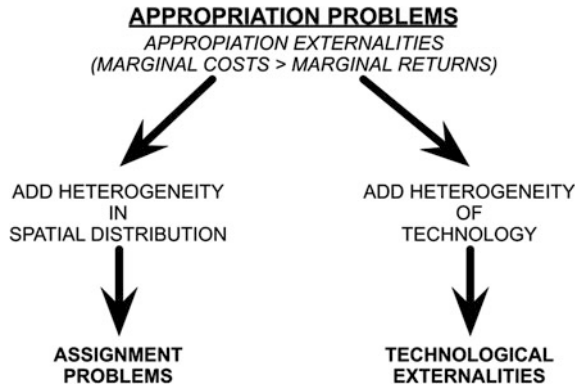 APPROPRIATION PROBLEMS
APPROPIATION EXTERNALITIES
(MARGINAL COSTS > MARGINAL RETURNS)
ADD HETEROGENEITY
IN
SPATIAL DISTRIBUTION
ADD HETEROGENEITY
OF
TECHNOLOGY
ASSIGNMENT
PROBLEMS
TECHNOLOGICAL
EXTERNALITIES